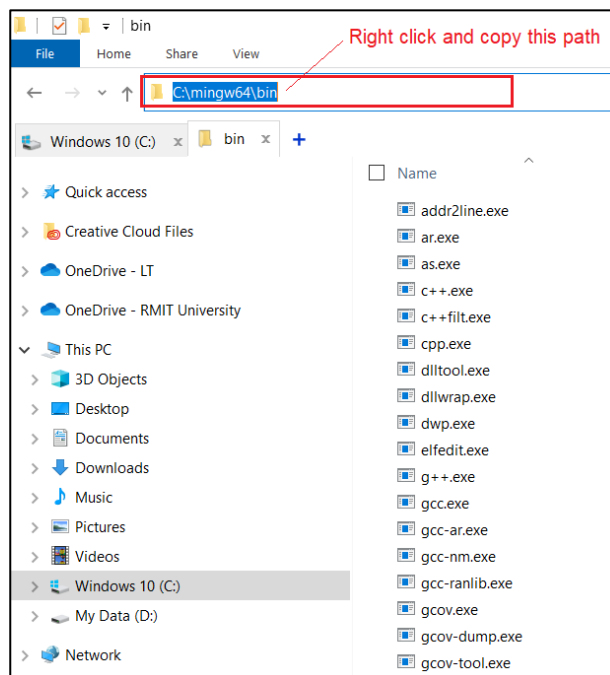 bin
Right click and copy this path
File Home Share View
C:\mingw64\bin
Windows 10 (C:) x bin x +
Name
Quick access
Creative Cloud Files
OneDrive - LT
OneDrive - RMIT University
This PC
3D Objects
Desktop
Documents
Downloads
Music
Pictures
Videos
Windows 10 (C:)
My Data (D:)
Network
addr2line.exe
ar.exe
as.exe
c++.exe
c++filt.exe
cpp.exe
dlltool.exe
dllwrap.exe
dwp.exe
elfedit.exe
g++.exe
gcc.exe
gcc-ar.exe
gcc-nm.exe
gcc-ranlib.exe
gcov.exe
gcov-dump.exe
gcov-tool.exe